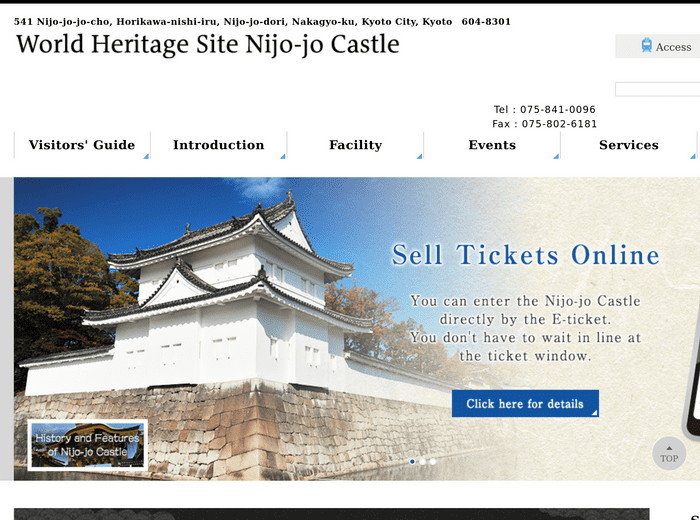 541 Nijo-jo-cho, Horikawa-nishi-iru, Nijo-jo-dori, Nakagyo-ku, Kyoto City, Kyoto 604-8301
World Heritage Site Nijo-jo Castle
Access
Tel : 075-841-0096
Fax : 075-802-6181
Visitors' Guide
Introduction
Facility
Events
Services
Sell Tickets Online
You can enter the Nijo-jo Castle
directly by the E-ticket.
You don't have to wait in line at
the ticket window.
Click here for details
History and Features
of Nijo-jo Castle
TOP